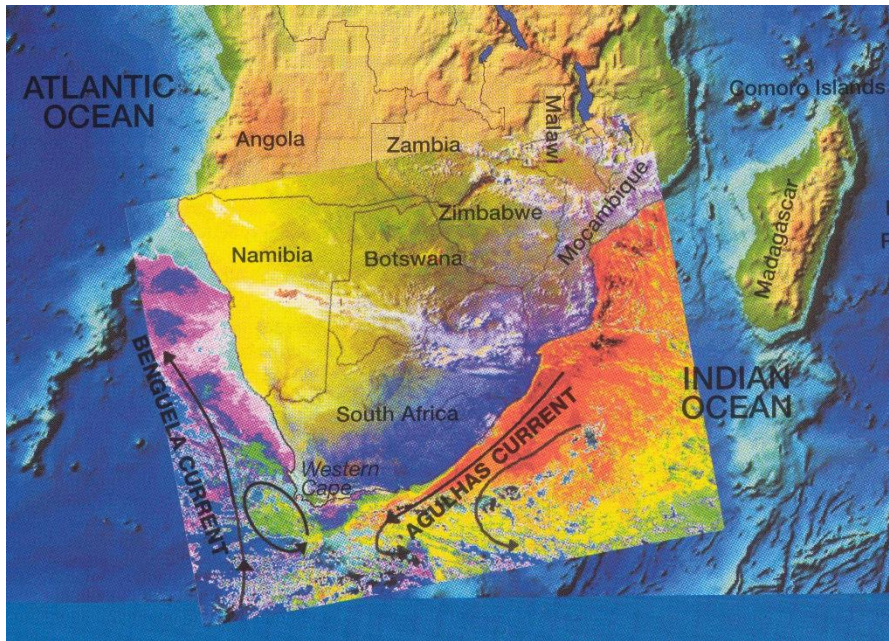 ATLANTIC
OCEAN
Comoro Islands
Angola
Zambia
Malawi
Zimbabwe
Mocambique
Madagascar
Namibia
Botswana
BENGUELA CURRENT
South Africa
INDIAN
OCEAN
Western
Cape
AGULHAS CURRENT